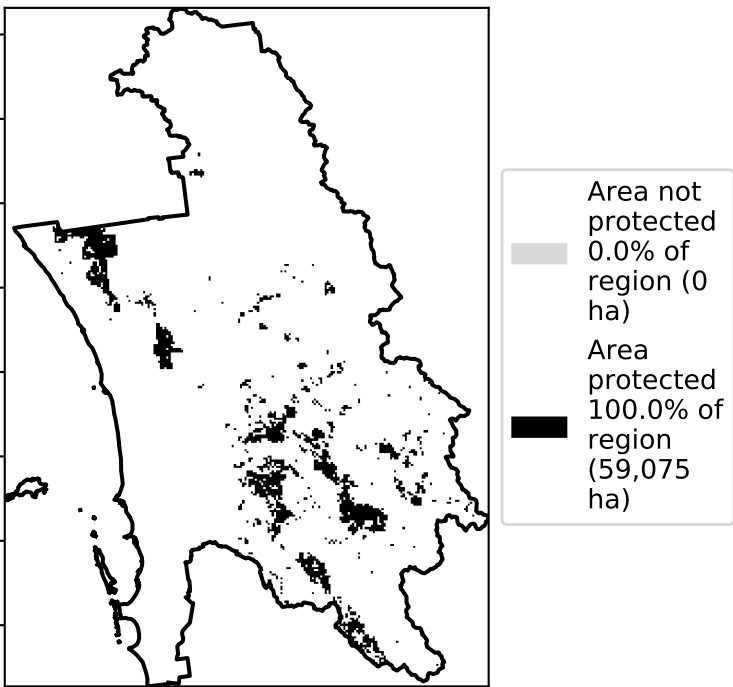 Area not
protected
0.0% of
region (0
ha)
Area
protected
100.0% of
region
(59,075
ha)